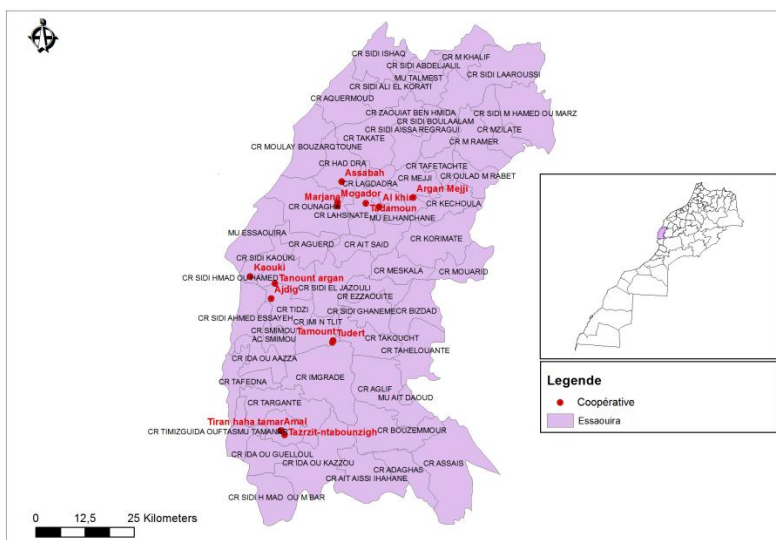 CR SIDI ISHAQ
CR M KHALIF
CR SIDI ABDELJALIL
CR SIDI LAAROUSSI
MU TALMEST
CR SIDI ALI EL KORATI
CR AQUERMOUD
CR ZAOUIAT BEN HMIDA
CR SIDI M HAMED OU MARZ
CR SIDI BOULAALAM
CR SIDI AISSA REGRAGUI
CR MZILATE
CR TAKATE
CR M RAMER
CR MOULAY BOUZARQTOUNE
CR HAD DRA
CR TAFETACHTE
Assabah
CR MEJJI
CR OULAD M RABET
CR LAGDADRA
Argan Mejji
Marjana
Mogador
Al khir
CR OUNAGHA
Tadamoun
CR KECHOULA
CR LAHSINATE
MU ELHANCHANE
MU ESSAOUIRA
CR AGUERD
CR AIT SAID
CR KORIMATE
CR SIDI KAOUKI
Kaouki
CR MESKALA
CR MOUARID
CR SIDI HMAD OU HAMED
Tanount argan
CR SIDI EL JAZOULI
Ajdig
CR EZZAOUITE
CR TIDZI
CR SIDI GHANEME
CR BIZDAD
CR SIDI AHMED ESSAYEH
CR IMI N TLIT
CR SMIMOU
Tamount
Tudert
AC SMIMOU
CR TAKOUCHT
CR TAHELOUANTE
CR IDA OU AAZZA
CR IMGRADE
CR TAFEDNA
CR AGLIF
CR TARGANTE
MU AIT DAOUD
Tiran haha tamar
Amal
CR TIMIZGUIDA OUFTAS
MU TAMANAR
Tazrzit-ntabounzigh
CR BOUZEMMOUR
CR IDA OU GUELLOUL
CR IDA OU KAZZOU
CR ADAGHAS
CR ASSAIS
CR AIT AISSI IHAHANE
CR SIDI H MAD OU M BAR
Legende
Coopérative
Essaouira
0 12,5 25 Kilometers